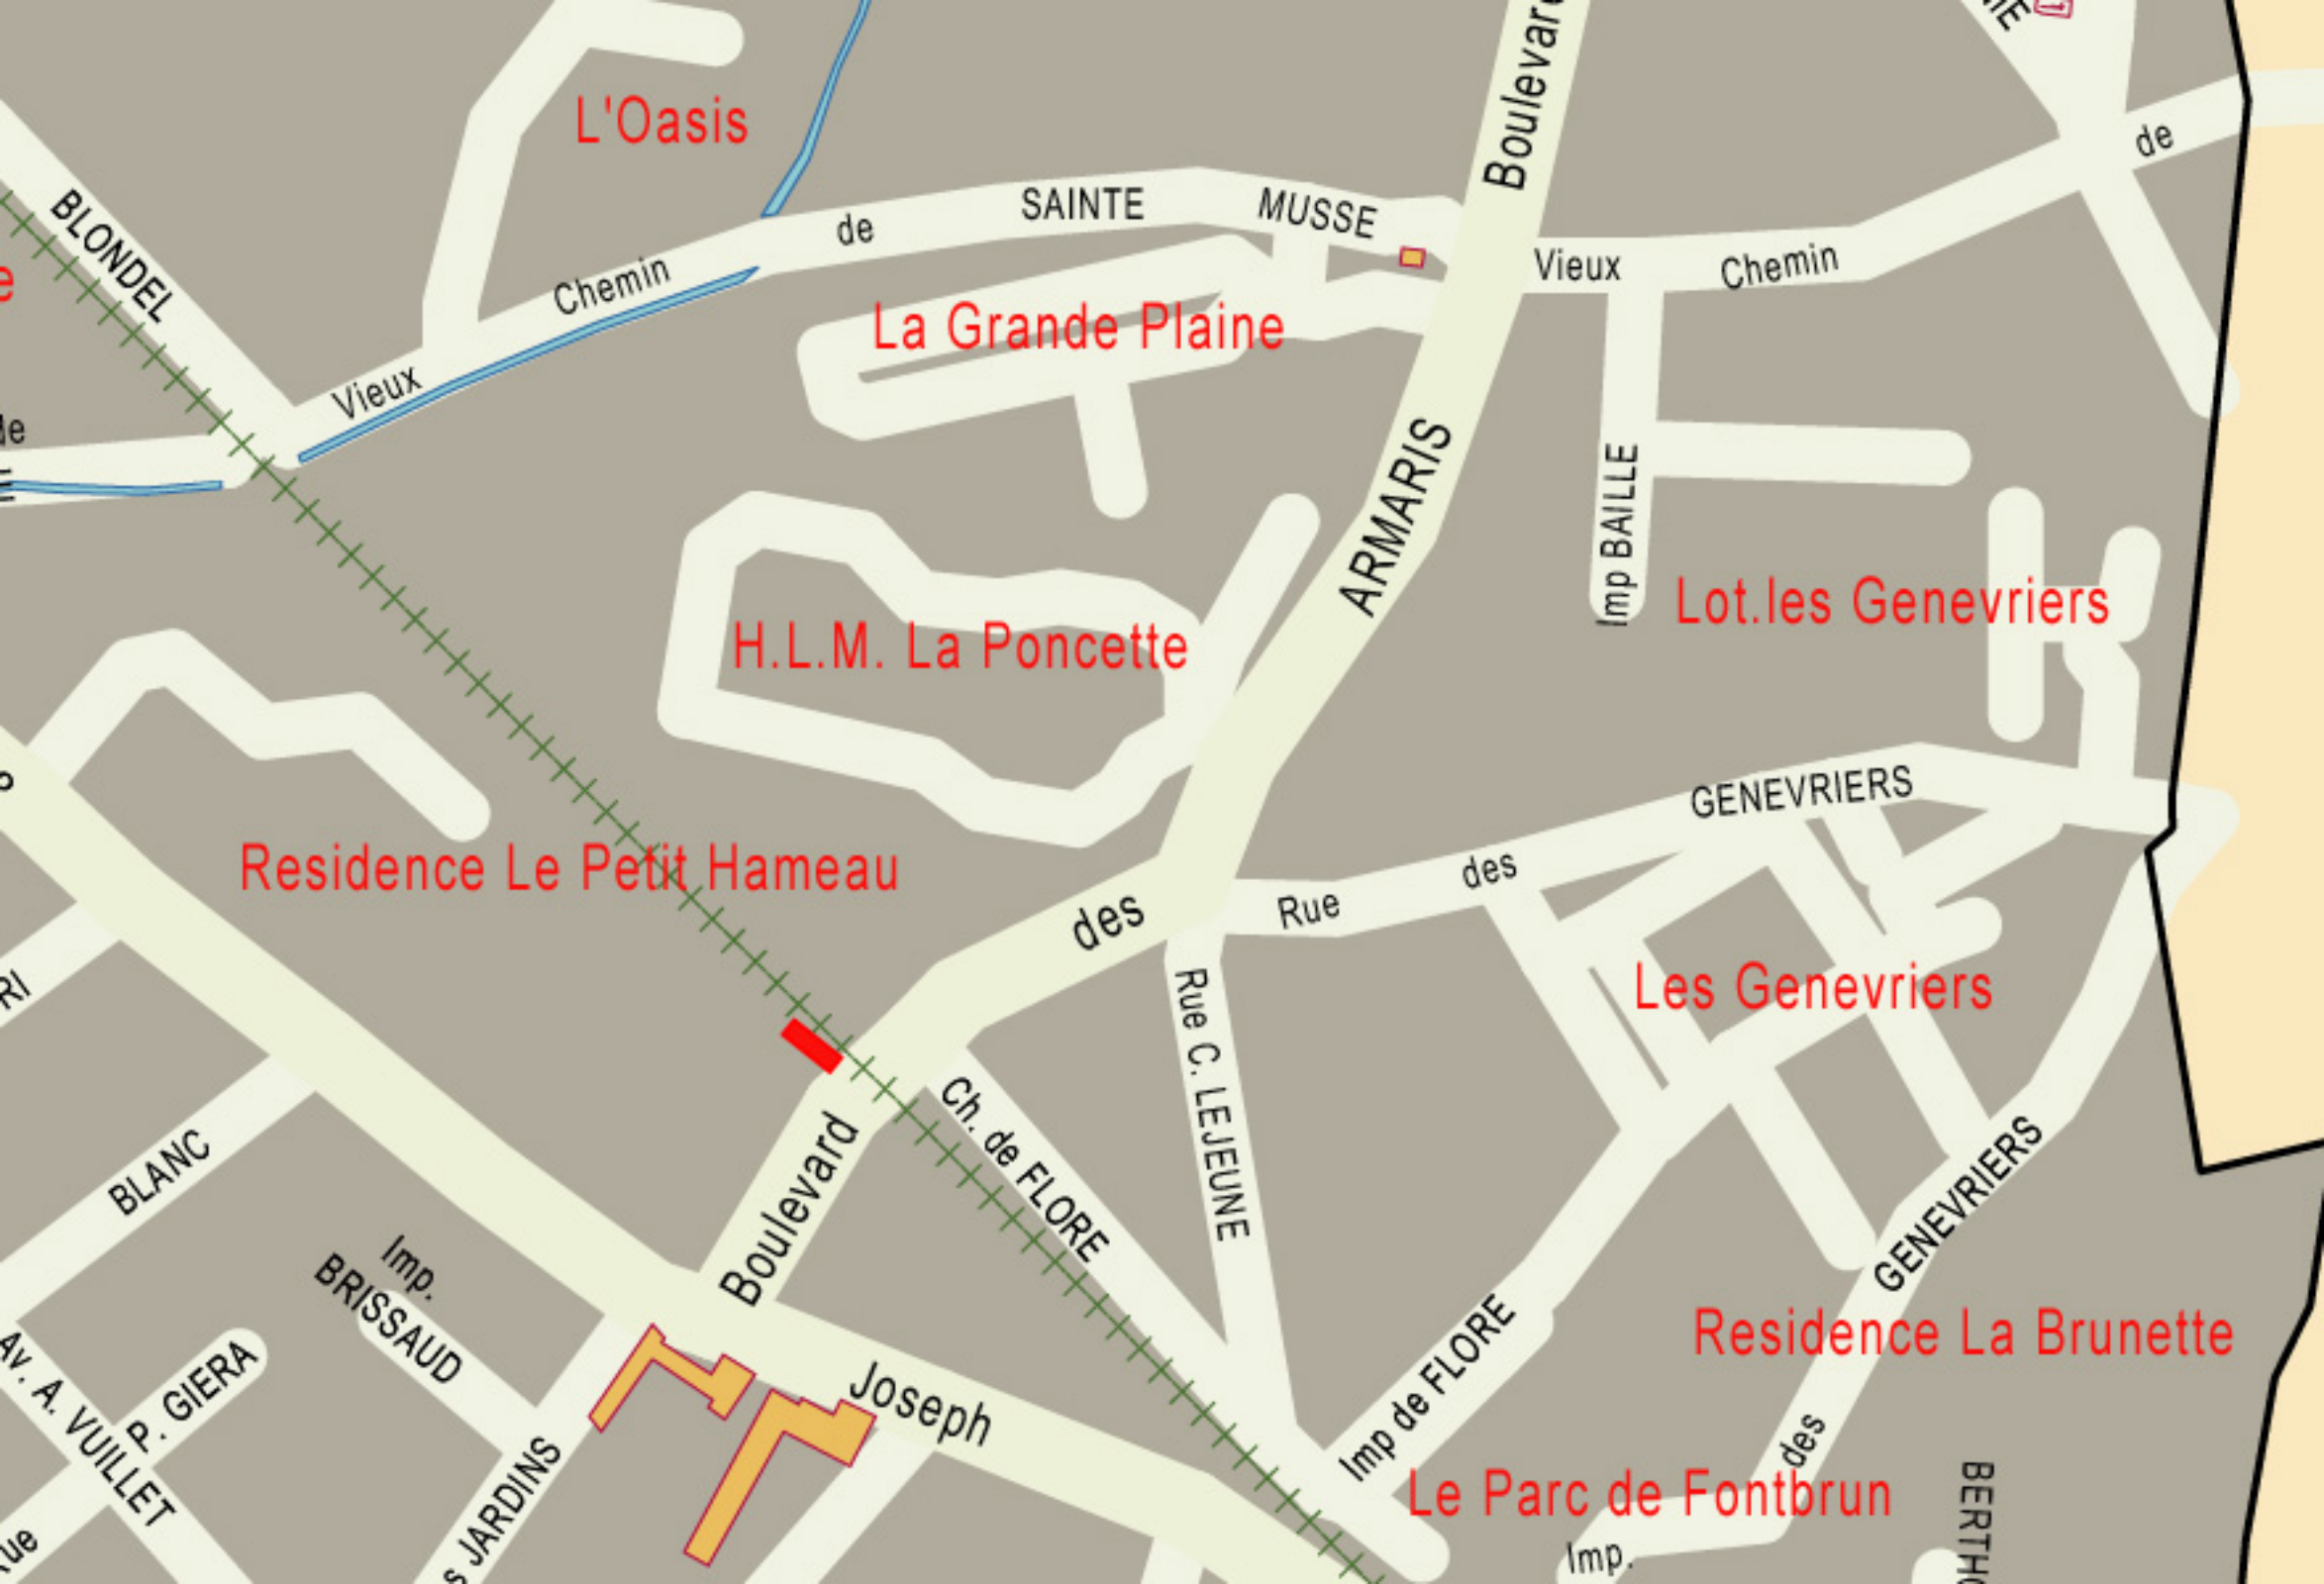 L'Oasis
Boulevard
de
BLONDEL
Vieux Chemin de SAINTE MUSSE
Vieux Chemin de
La Grande Plaine
ARMARIS
Imp BAILLE
Lot.les Genevriers
H.L.M. La Poncette
Rue des GENEVRIERS
Residence Le Petit Hameau
des
Les Genevriers
Rue C. LEJEUNE
Ch. de FLORE
Boulevard
BLANC
Imp.
BRISSAUD
GENEVRIERS
Residence La Brunette
Imp de FLORE
P. GIERA
Av. A. VUILLET
Joseph
JARDINS
des
Le Parc de Fontbrun
Imp.